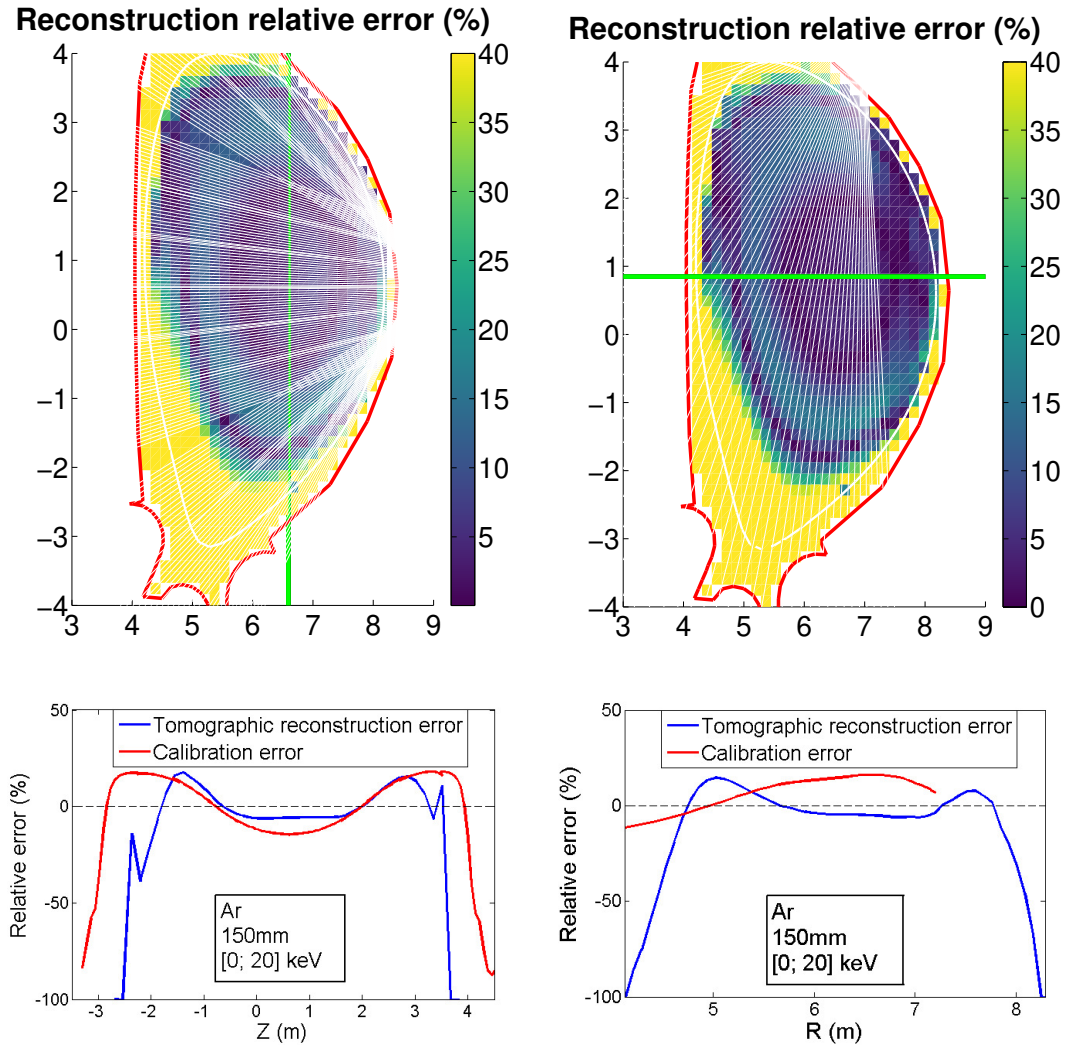 Reconstruction relative error (%)
4
3
2
1
0
−1
−2
−3
−4
3 4 5 6 7 8 9
40
35
30
25
20
15
10
5
Reconstruction relative error (%)
4
3
2
1
0
−1
−2
−3
−4
3 4 5 6 7 8 9
40
35
30
25
20
15
10
5
0
Relative error (%)
50
0
-50
-100
Tomographic reconstruction error
Calibration error
Ar
150mm
[0; 20] keV
-3 -2 -1 0 1 2 3 4
Z (m)
Relative error (%)
50
0
-50
-100
Tomographic reconstruction error
Calibration error
Ar
150mm
[0; 20] keV
5 6 7 8
R (m)